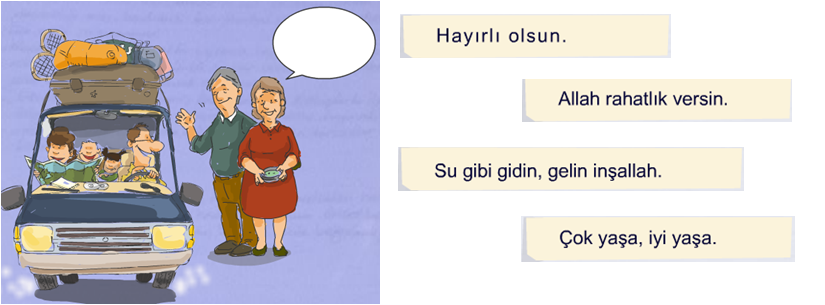 Hayırlı olsun.
Allah rahatlık versin.
Su gibi gidin, gelin inşallah.
Çok yaşa, iyi yaşa.